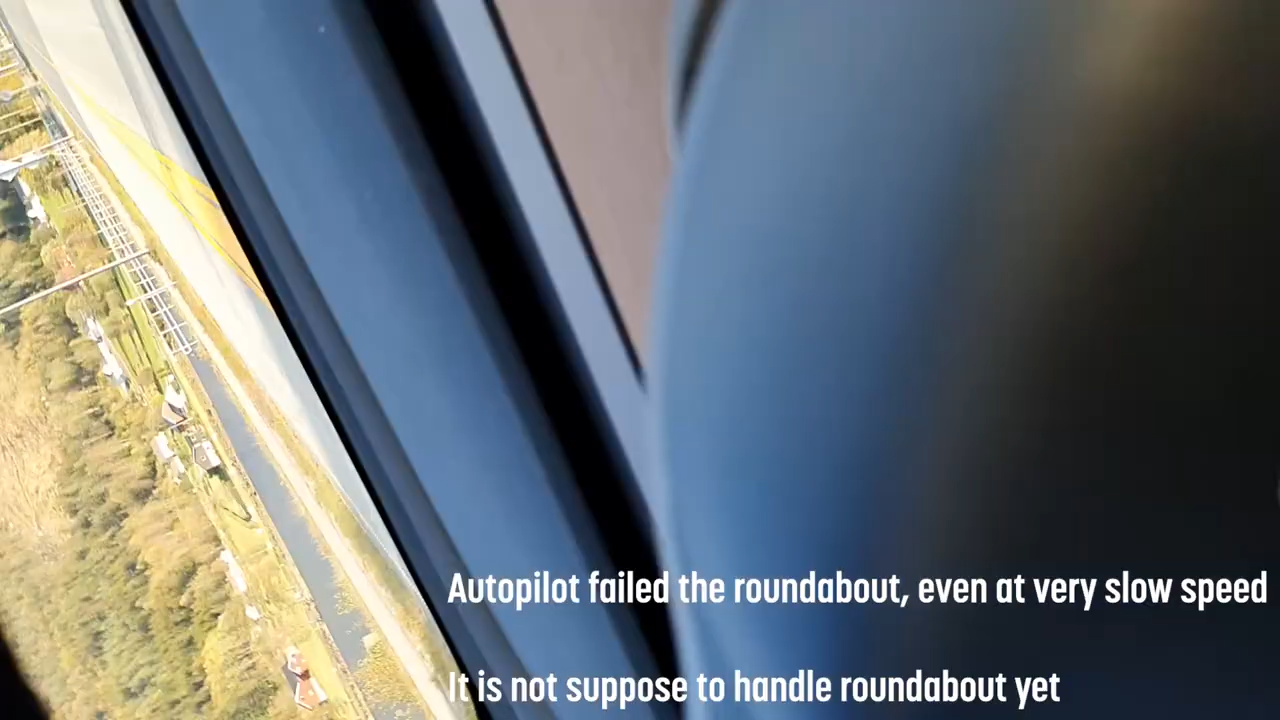 Autopilot failed the roundabout, even at very slow speed
It is not suppose to handle roundabout yet